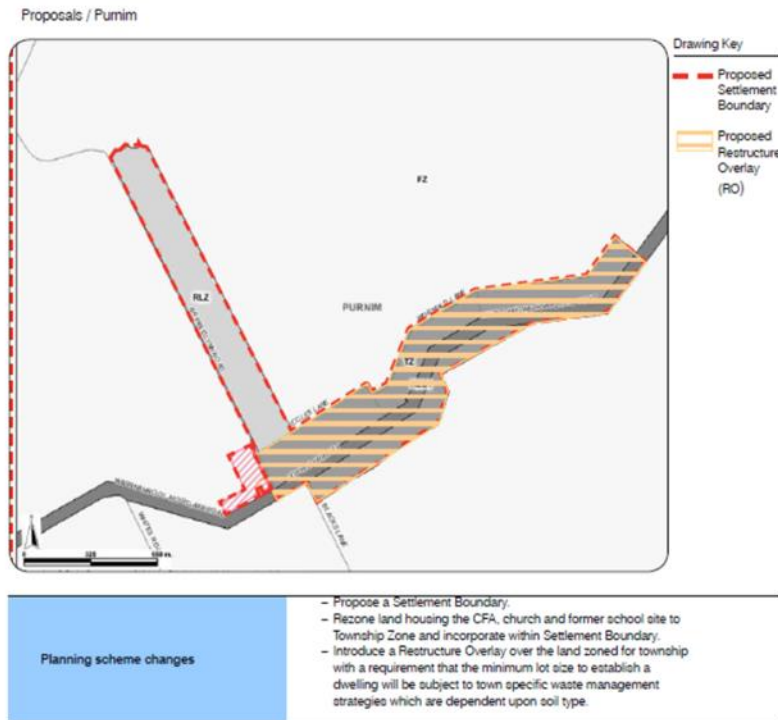 Proposals / Purnim
Drawing Key
Proposed
Settlement
Boundary
Proposed
Restructure
Overlay
(RO)
FZ
RLZ
PURNIM
TZ
BLACKS LANE
Planning scheme changes
– Propose a Settlement Boundary.
– Rezone land housing the CFA, church and former school site to
Township Zone and incorporate within Settlement Boundary.
– Introduce a Restructure Overlay over the land zoned for township
with a requirement that the minimum lot size to establish a
dwelling will be subject to town specific waste management
strategies which are dependent upon soil type.